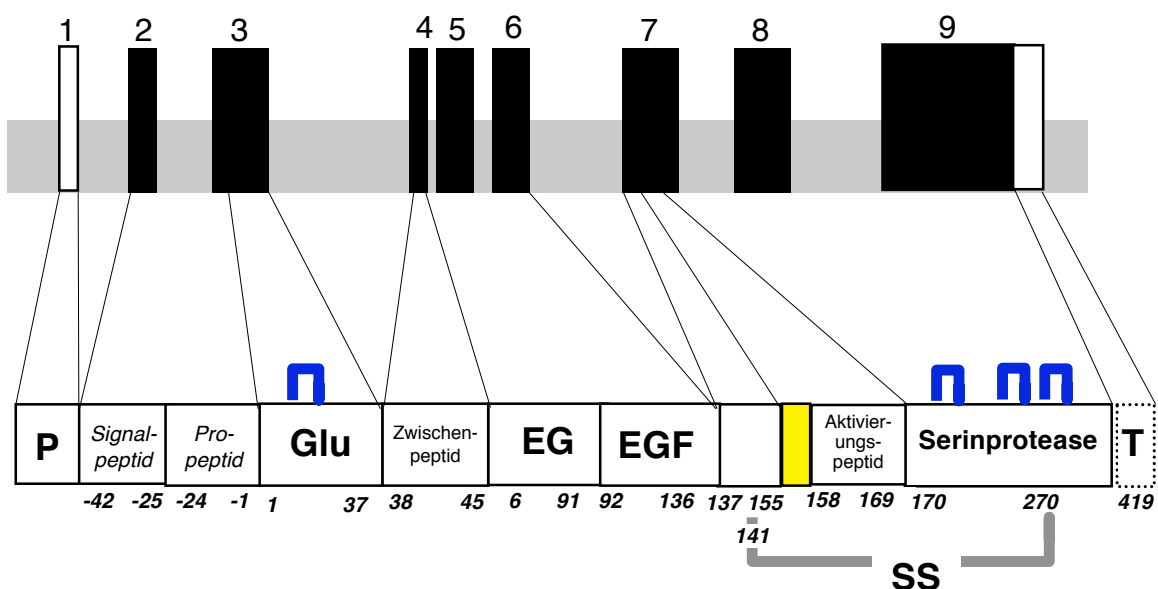 1 2 3 4 5 6 7 8 9
P Signal- Pro- Glu Zwischen- EG EGF Aktivier- Serinprotease T
peptid peptid peptid ungs-
peptid
-42 -25 -24 -1 1 37 38 45 6 91 92 136 137 155 158 169 170 270 419
141
SS